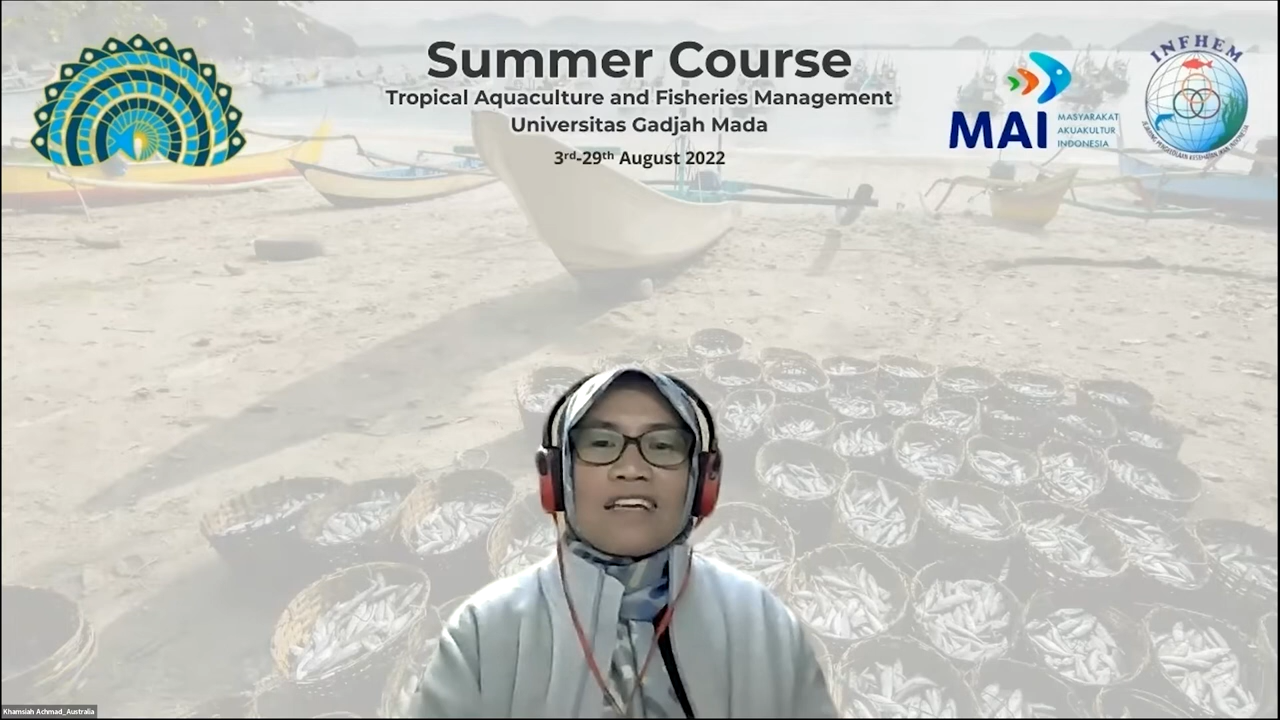 Summer Course
Tropical Aquaculture and Fisheries Management
Universitas Gadjah Mada
3rd-29th August 2022
MAI
MASYARAKAT
AKUAKULTUR
INDONESIA
INFHEM
Khamsiah Achmad_Australia